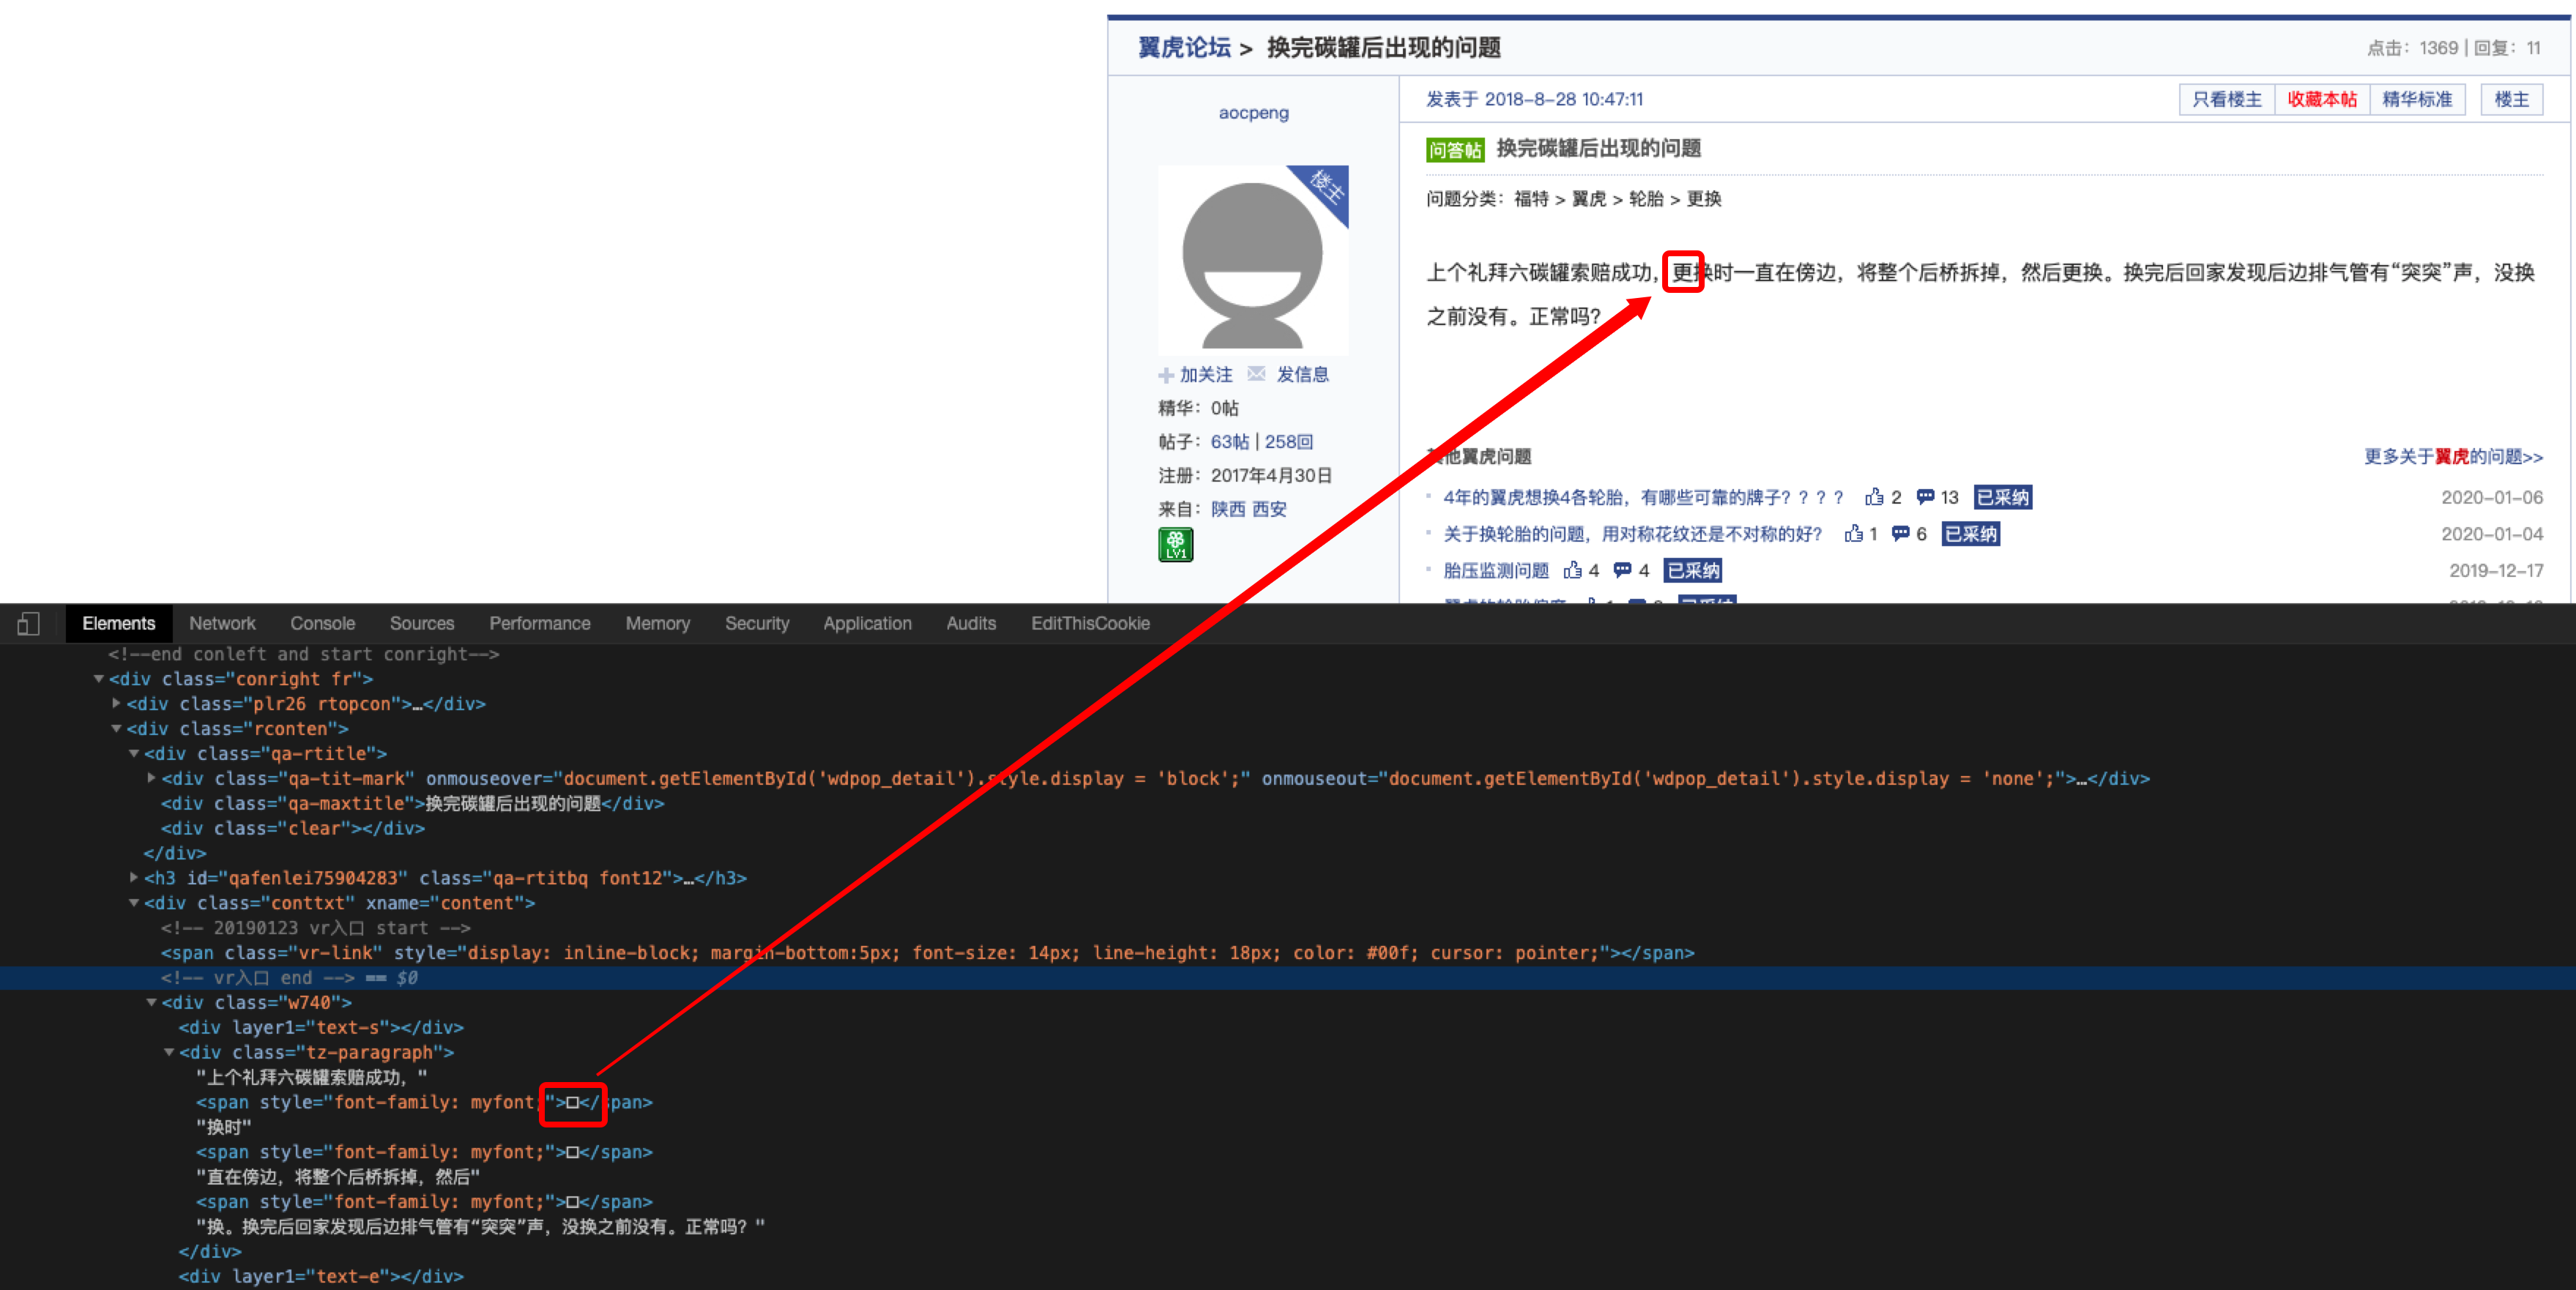 翼虎论坛 > 换完碳罐后出现的问题
点击：1369 | 回复：11
aocpeng
楼主
加关注 发信息
精华：0帖
帖子：63帖 | 258回
注册：2017年4月30日
来自：陕西 西安
LV1
发表于 2018-8-28 10:47:11
只看楼主 收藏本帖 精华标准 楼主
问答帖 换完碳罐后出现的问题
问题分类：福特 > 翼虎 > 轮胎 > 更换
上个礼拜六碳罐索赔成功，更换时一直在傍边，将整个后桥拆掉，然后更换。换完后回家发现后边排气管有“突突”声，没换
之前没有。正常吗？
其他翼虎问题
更多关于翼虎的问题>>
4年的翼虎想换4各轮胎，有哪些可靠的牌子？？？？ 2 13 已采纳 2020-01-06
关于换轮胎的问题，用对称花纹还是不对称的好？ 1 6 已采纳 2020-01-04
胎压监测问题 4 4 已采纳 2019-12-17
Elements Network Console Sources Performance Memory Security Application Audits EditThisCookie
<!--end conleft and start conright-->
<div class="conright fr">
<div class="plr26 rtopcon">…</div>
<div class="rconten">
<div class="qa-rtitle">
<div class="qa-tit-mark" onmouseover="document.getElementById('wdpop_detail').style.display = 'block';" onmouseout="document.getElementById('wdpop_detail').style.display = 'none';">…</div>
<div class="qa-maxtitle">换完碳罐后出现的问题</div>
<div class="clear"></div>
</div>
<h3 id="qafenlei75904283" class="qa-rtitbq font12">…</h3>
<div class="conttxt" xname="content">
<!-- 20190123 vr入口 start -->
<span class="vr-link" style="display: inline-block; margin-bottom:5px; font-size: 14px; line-height: 18px; color: #00f; cursor: pointer;"></span>
<!-- vr入口 end --> == $0
<div class="w740">
<div layer1="text-s"></div>
<div class="tz-paragraph">
"上个礼拜六碳罐索赔成功，"
<span style="font-family: myfont;">□</span>
"换时"
<span style="font-family: myfont;">□</span>
"直在傍边，将整个后桥拆掉，然后"
<span style="font-family: myfont;">□</span>
"换。换完后回家发现后边排气管有“突突”声，没换之前没有。正常吗？"
</div>
<div layer1="text-e"></div>